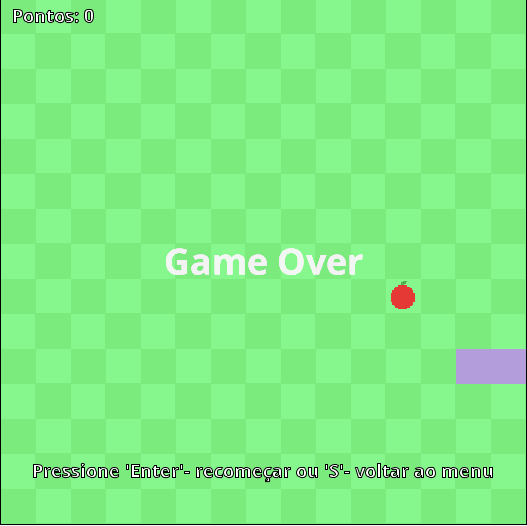 Pontos: 0
Game Over
Pressione 'Enter'- recomeçar ou 'S'- voltar ao menu